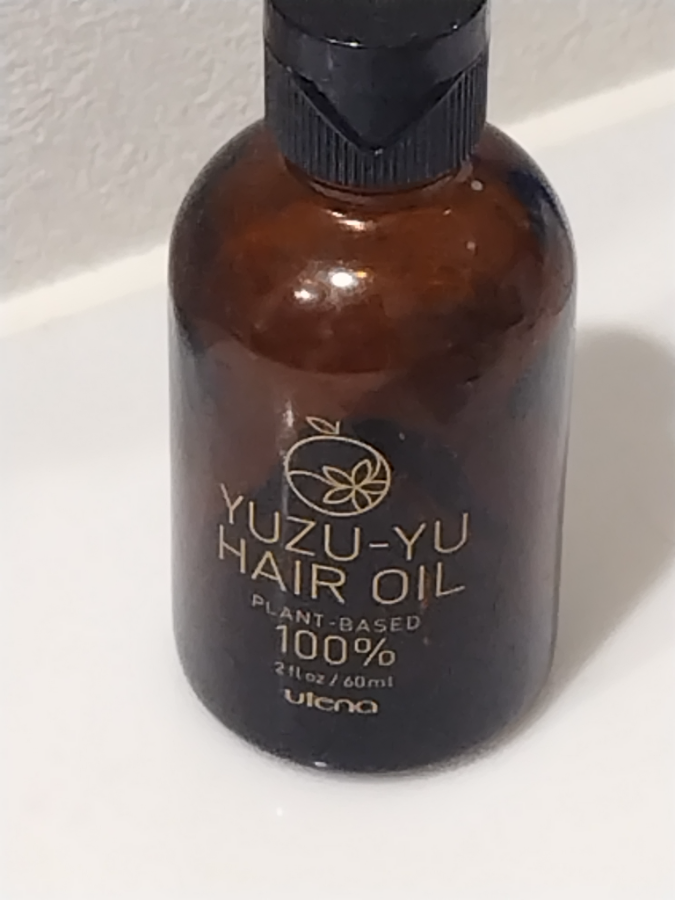 YUZU-YU
HAIR OIL
PLANT-BASED
100%
2 fl oz / 60ml
utena